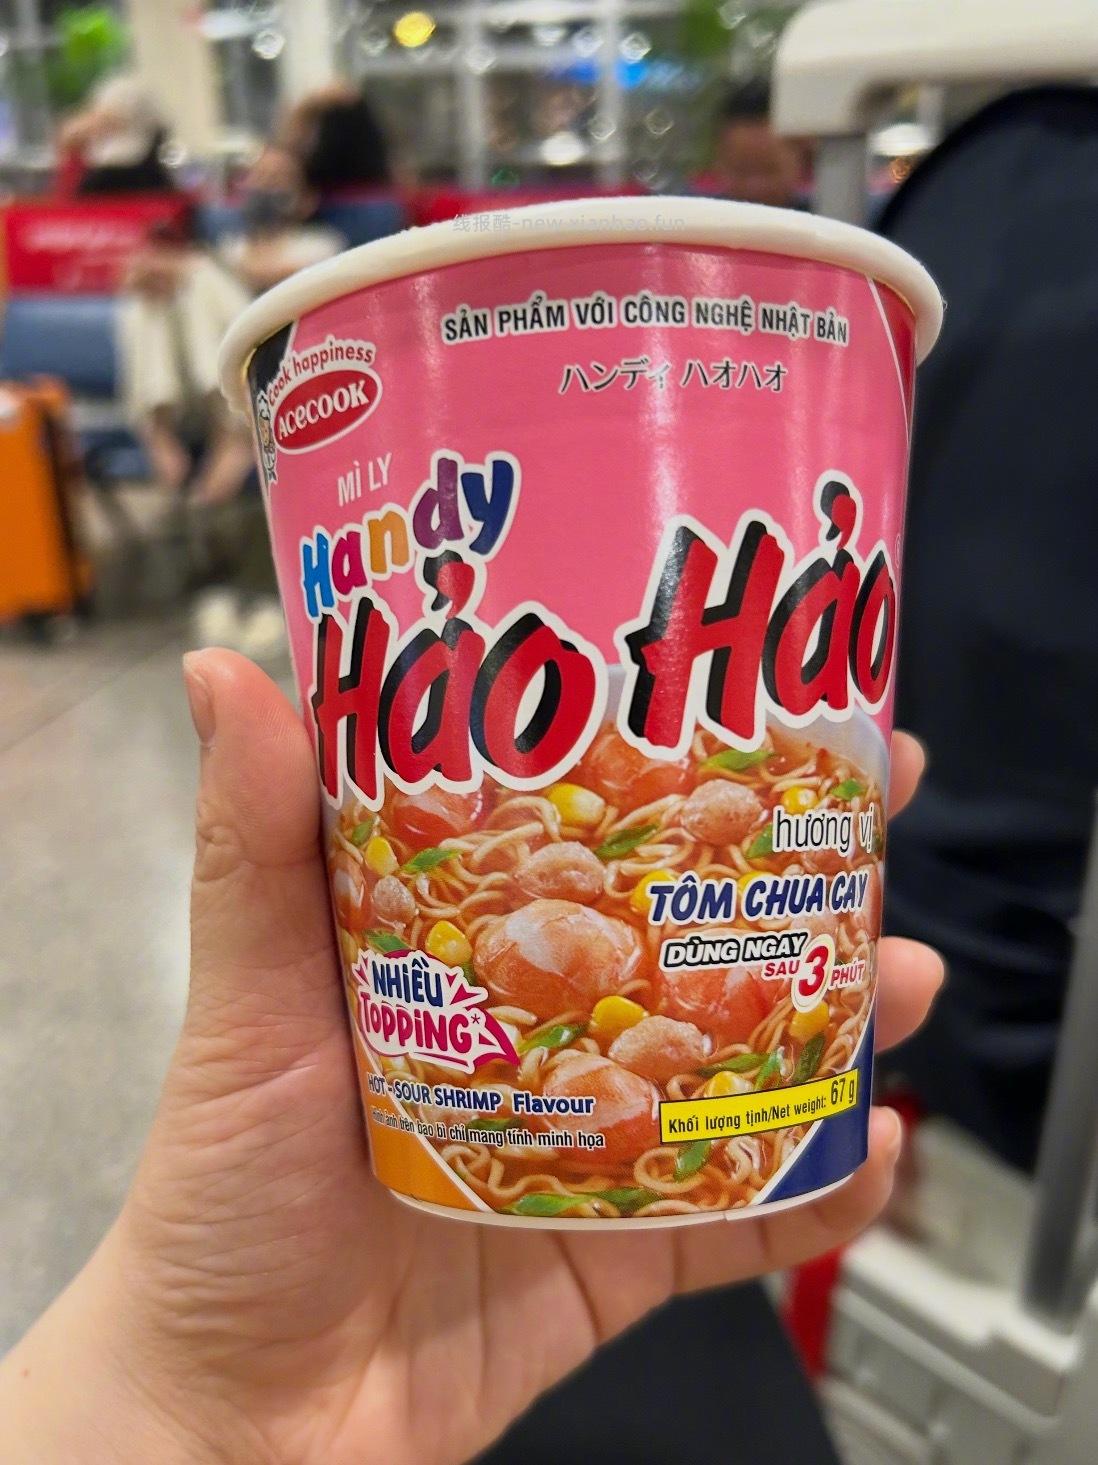 线报酷-new.xianbao.fun
SẢN PHẨM VỚI CÔNG NGHỆ NHẬT BẢN
ハンディ ハオハオ
Cook happiness
ACECOOK
MÌ LY
Handy
Hảo Hảo
hương vị
TÔM CHUA CAY
DÙNG NGAY
SAU 3 PHÚT
NHIỀU
TOPPING*
HOT - SOUR SHRIMP Flavour
Hình ảnh trên bao bì chỉ mang tính minh họa
Khối lượng tịnh/Net weight: 67 g